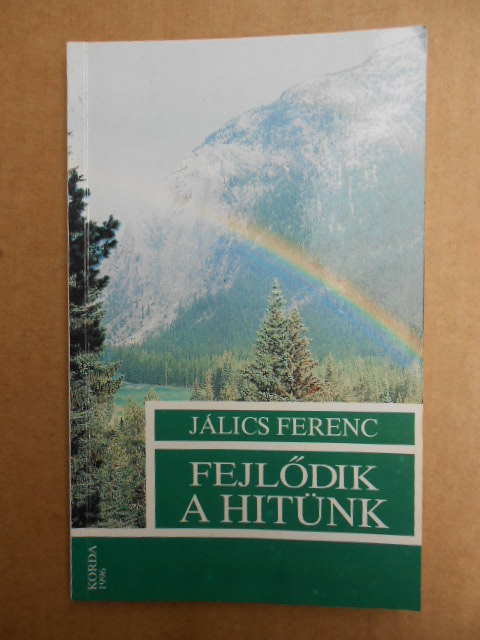 JÁLICS FERENC
FEJLŐDIK
A HITÜNK
KORDA
1996